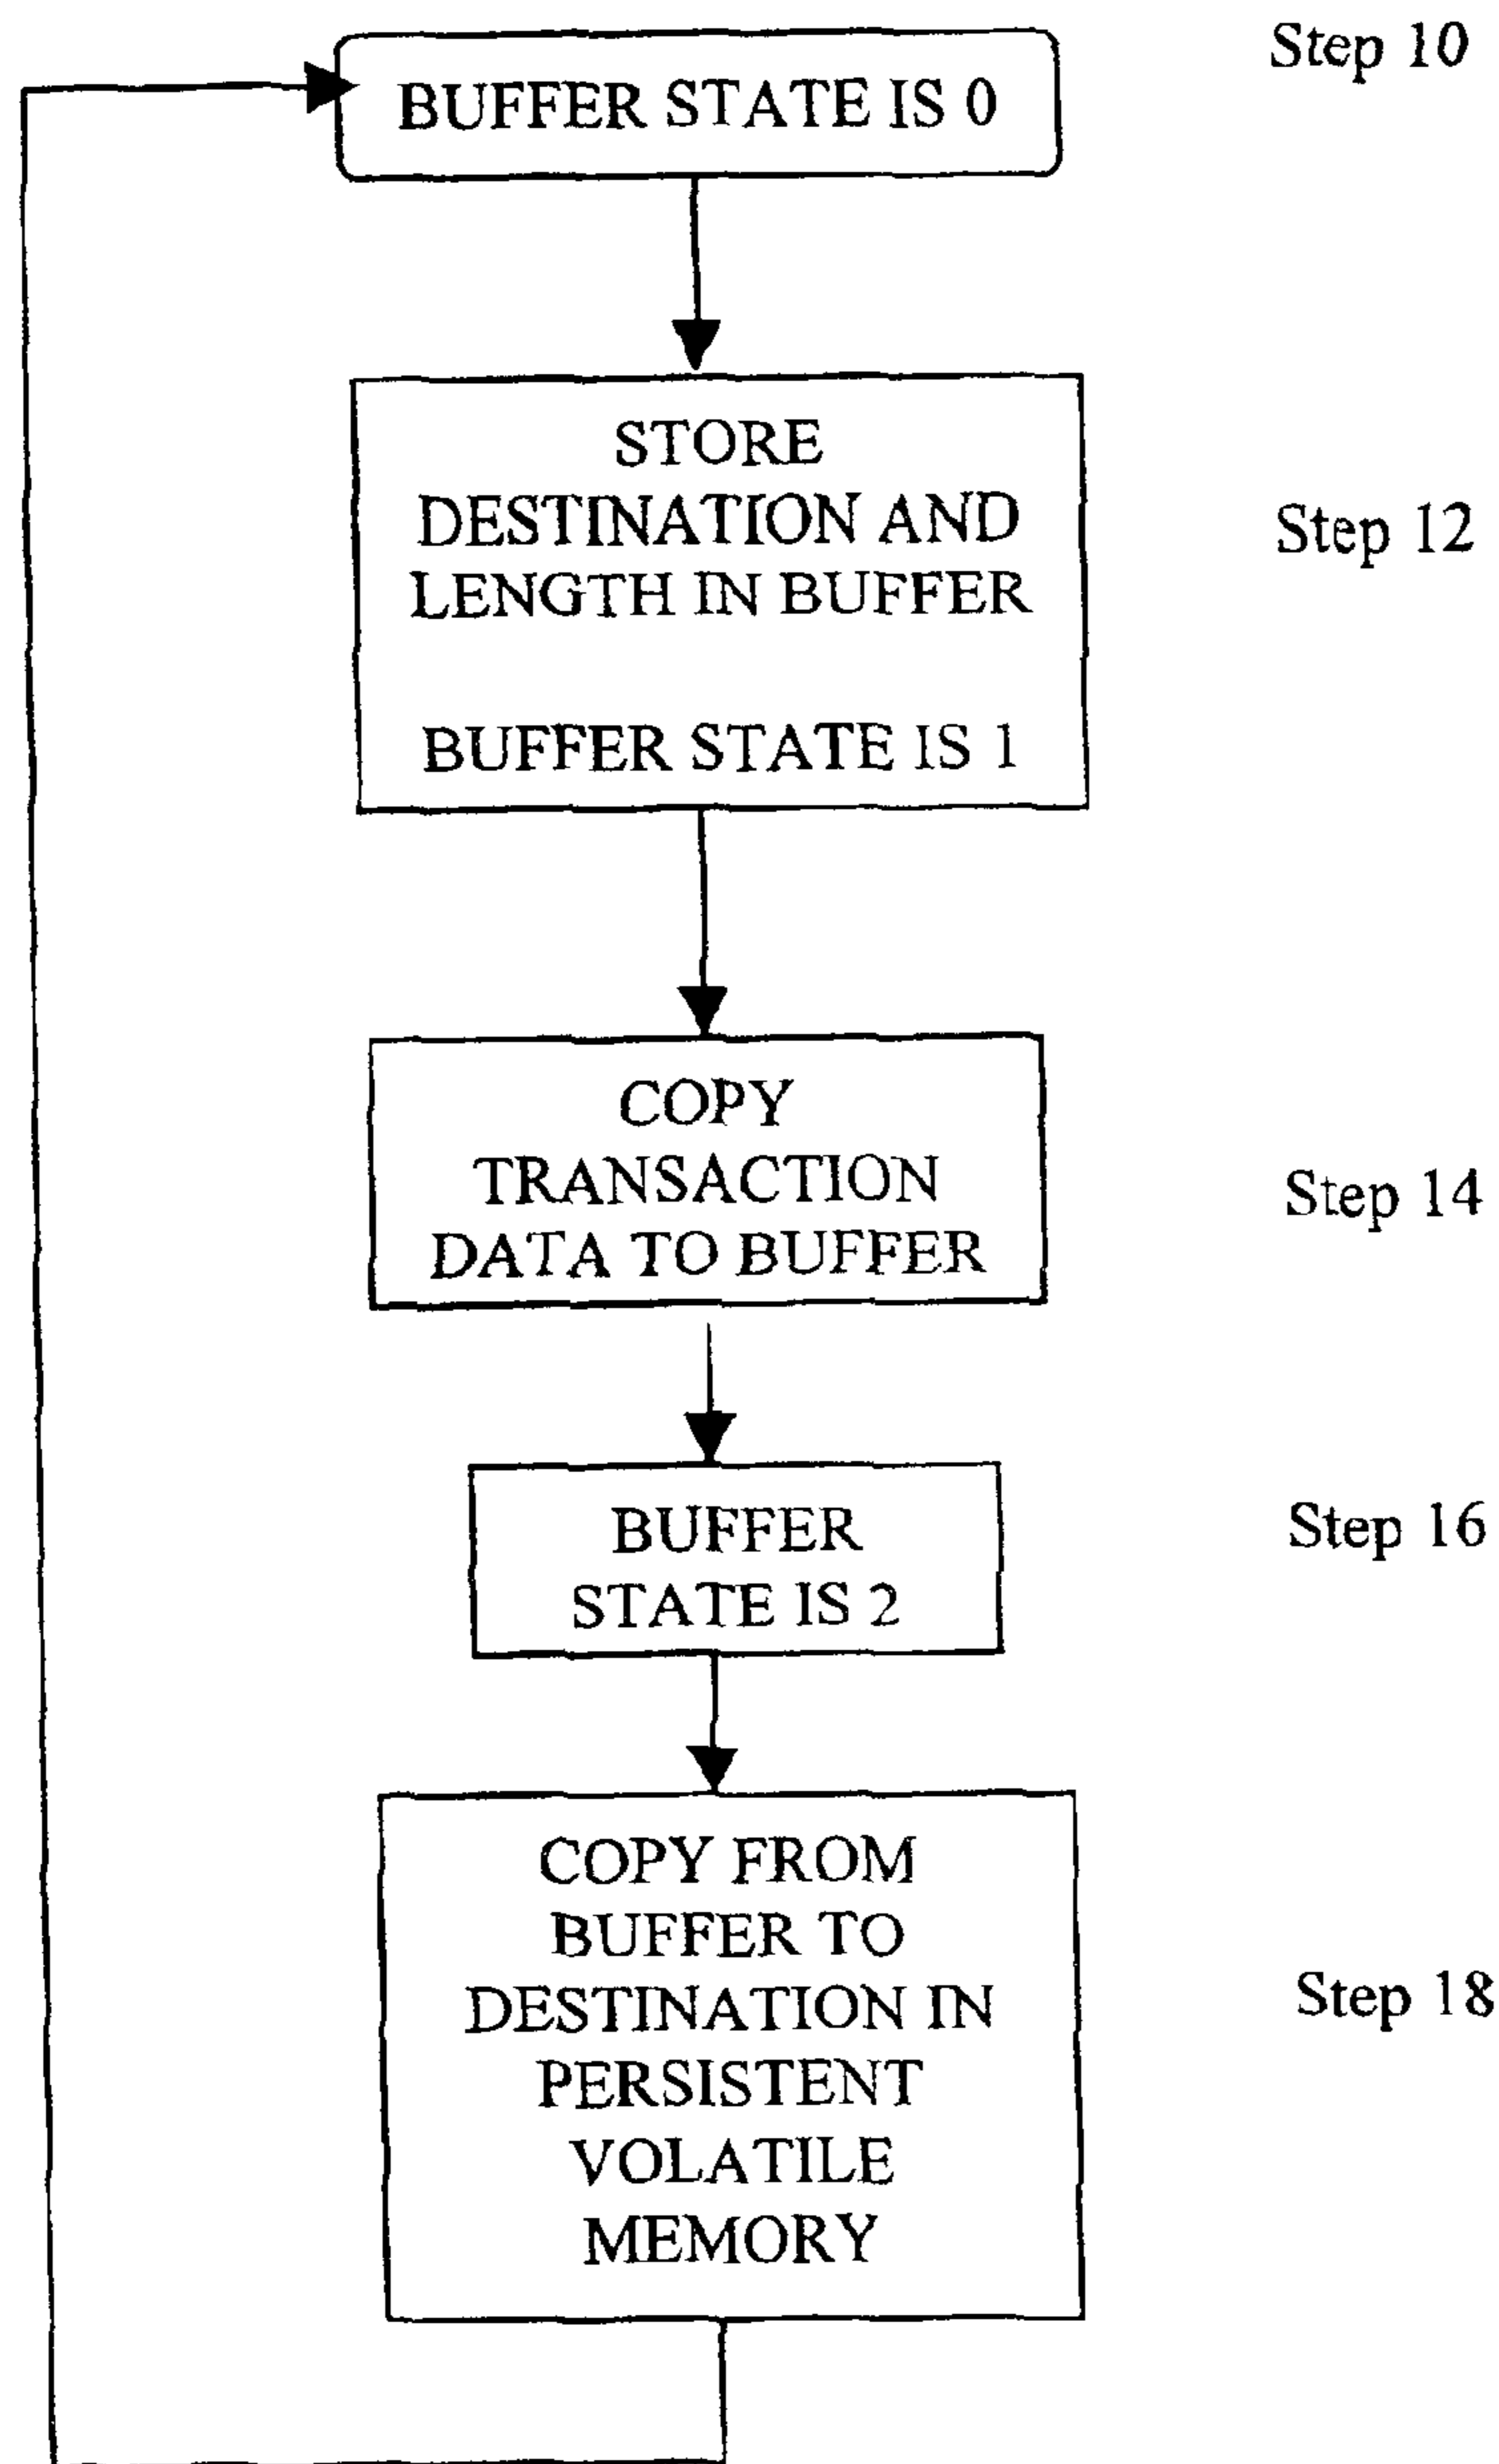 Step 10
BUFFER STATE IS 0
STORE
DESTINATION AND
LENGTH IN BUFFER
BUFFER STATE IS 1
Step 12
COPY
TRANSACTION
DATA TO BUFFER
Step 14
BUFFER
STATE IS 2
Step 16
COPY FROM
BUFFER TO
DESTINATION IN
PERSISTENT
VOLATILE
MEMORY
Step 18